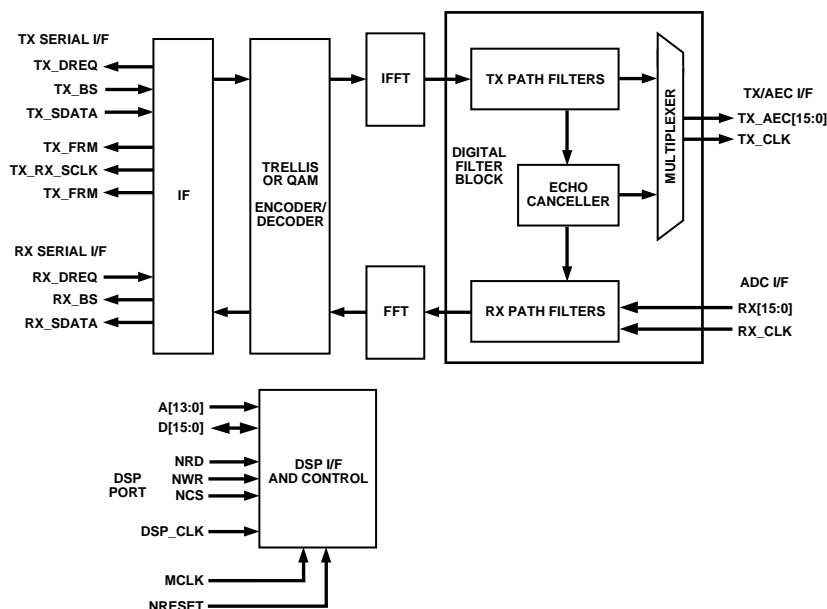 TX SERIAL I/F
TX_DREQ
TX_BS
TX_SDATA
TX_FRM
TX_RX_SCLK
TX_FRM
RX SERIAL I/F
RX_DREQ
RX_BS
RX_SDATA
IF
TRELLIS
OR QAM
ENCODER/
DECODER
IFFT
FFT
TX PATH FILTERS
DIGITAL
FILTER
BLOCK
ECHO
CANCELLER
RX PATH FILTERS
MULTIPLEXER
TX/AEC I/F
TX_AEC[15:0]
TX_CLK
ADC I/F
RX[15:0]
RX_CLK
A[13:0]
D[15:0]
DSP
PORT
NRD
NWR
NCS
DSP_CLK
MCLK
NRESET
DSP I/F
AND CONTROL